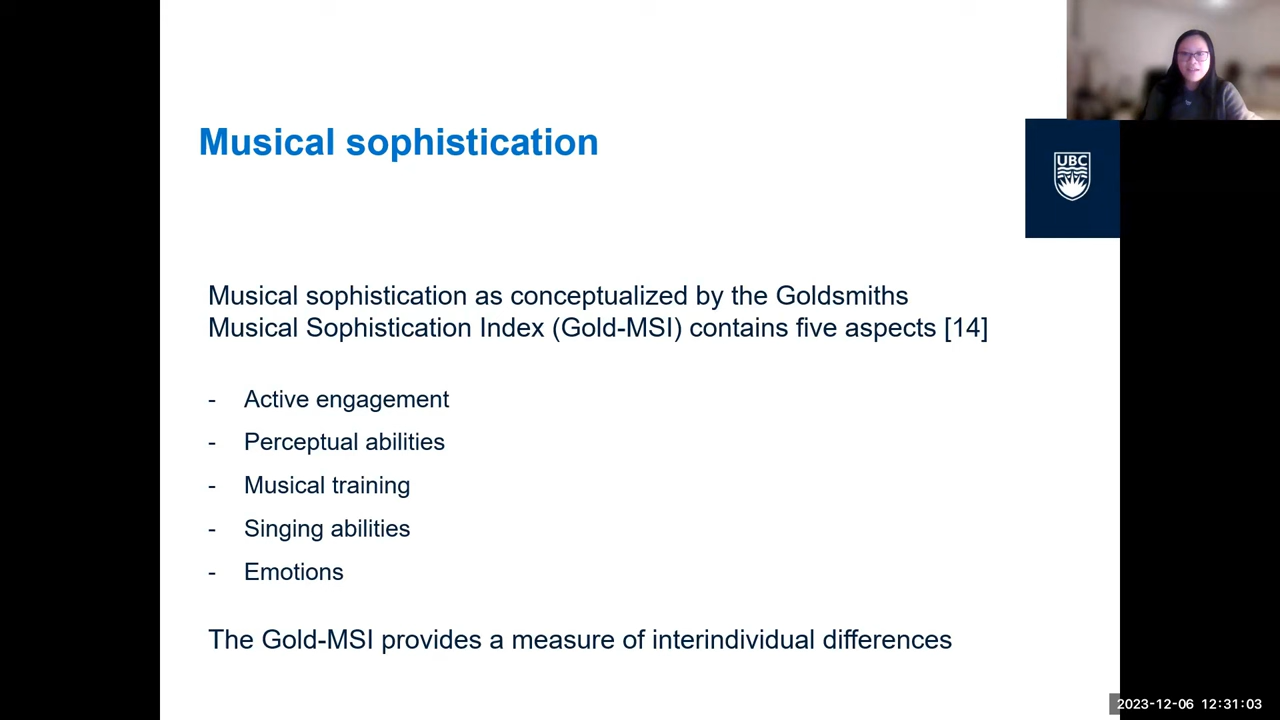 Musical sophistication
UBC
Musical sophistication as conceptualized by the Goldsmiths
Musical Sophistication Index (Gold-MSI) contains five aspects [14]
- Active engagement
- Perceptual abilities
- Musical training
- Singing abilities
- Emotions
The Gold-MSI provides a measure of interindividual differences
2023-12-06 12:31:03